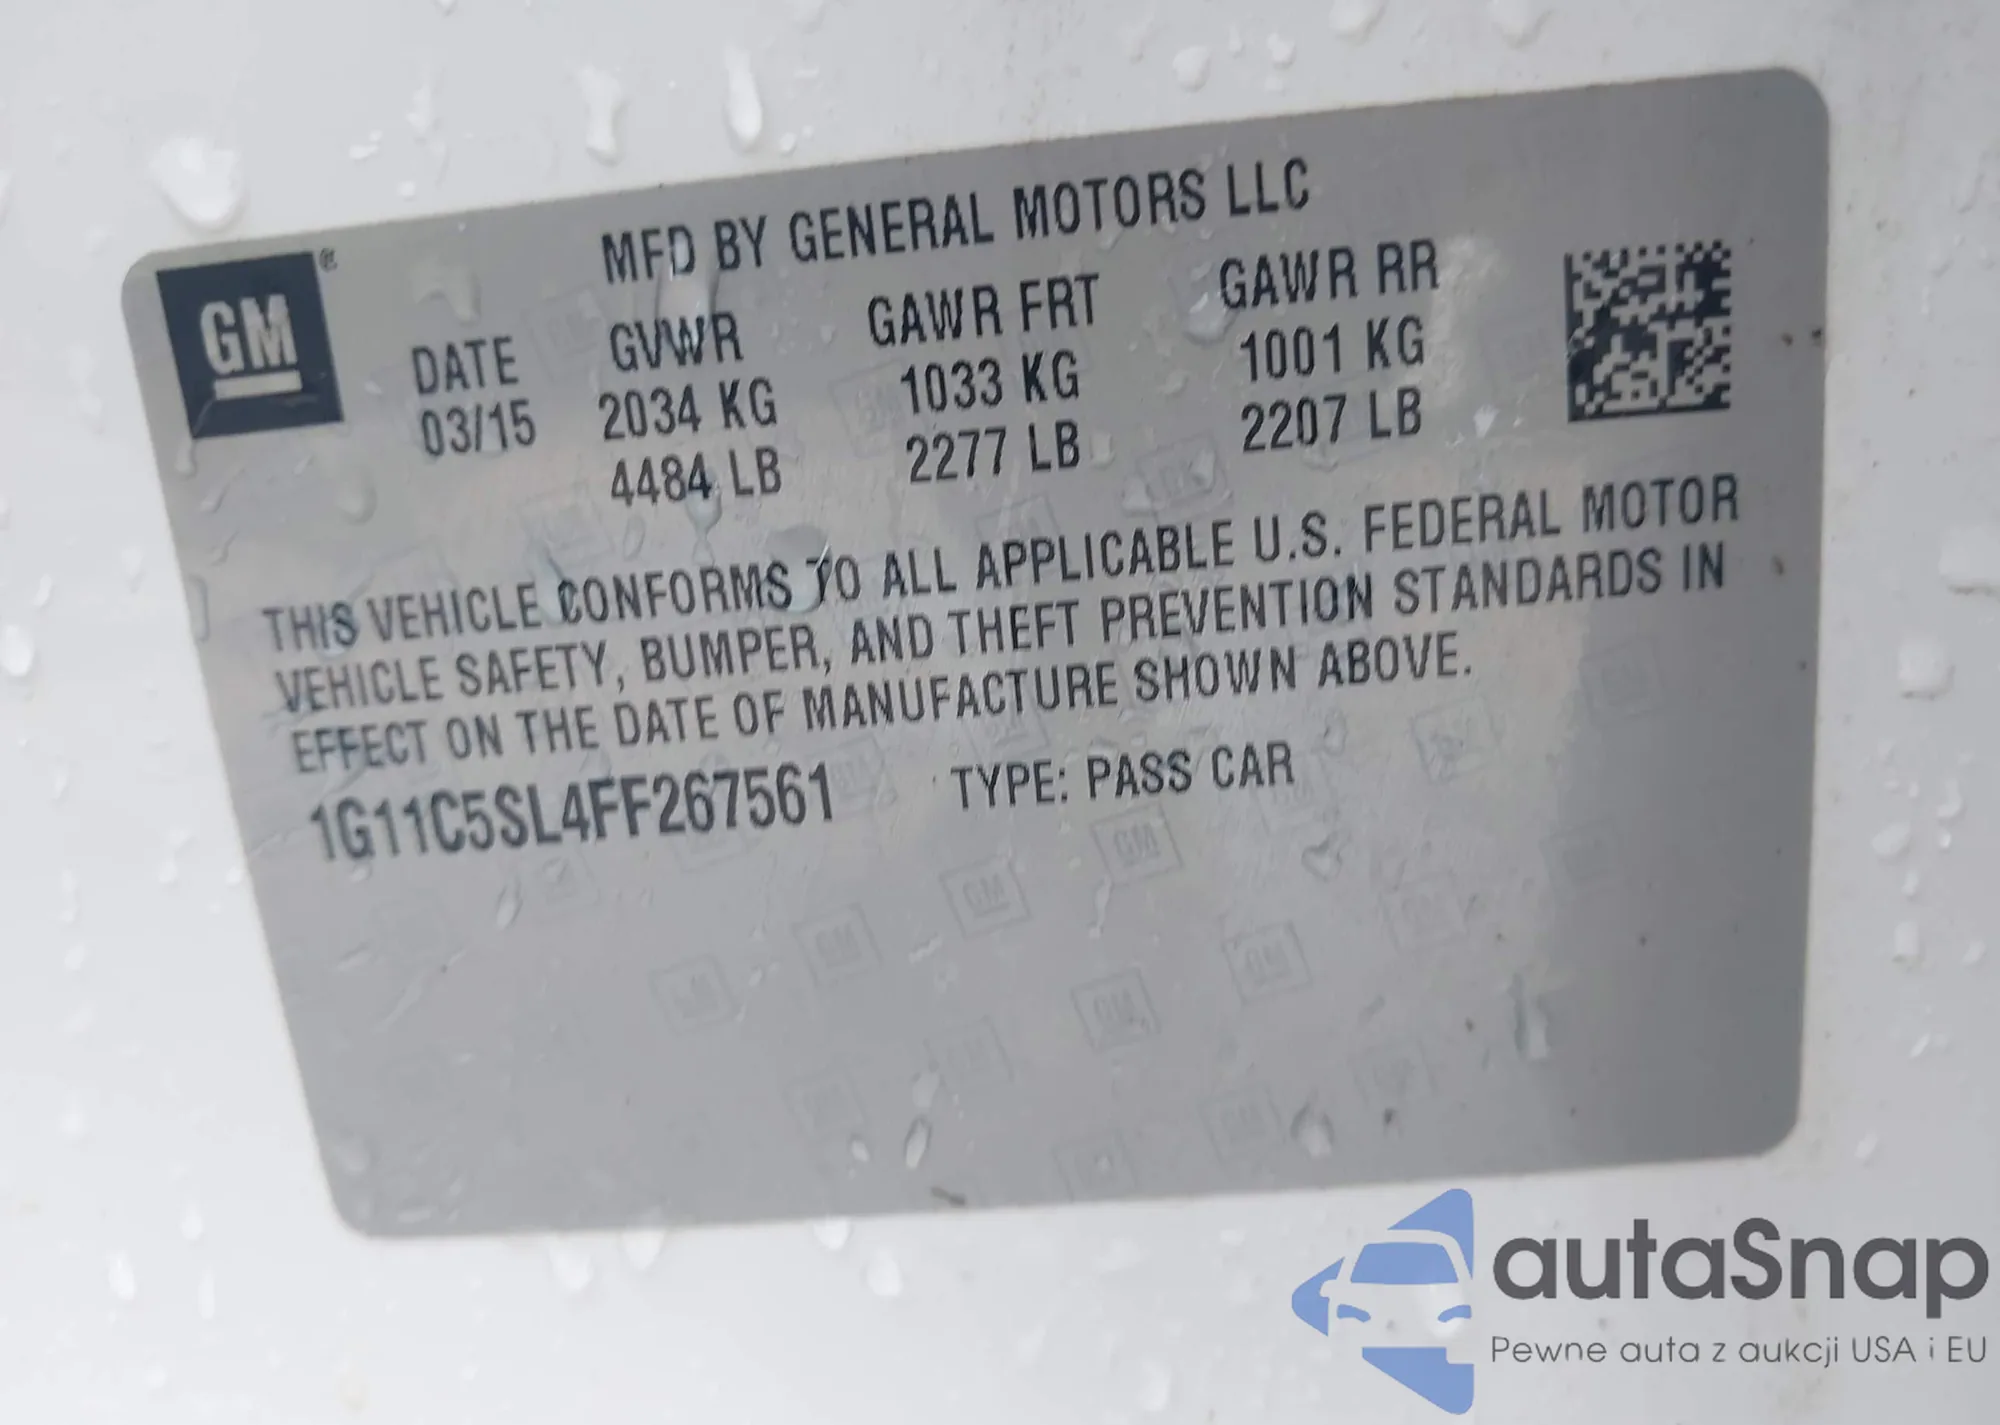 GM®
MFD BY GENERAL MOTORS LLC
DATE GVWR GAWR FRT GAWR RR
03/15 2034 KG 1033 KG 1001 KG
4484 LB 2277 LB 2207 LB
THIS VEHICLE CONFORMS TO ALL APPLICABLE U.S. FEDERAL MOTOR
VEHICLE SAFETY, BUMPER, AND THEFT PREVENTION STANDARDS IN
EFFECT ON THE DATE OF MANUFACTURE SHOWN ABOVE.
1G11C5SL4FF267561 TYPE: PASS CAR
autaSnap
Pewne auta z aukcji USA i EU